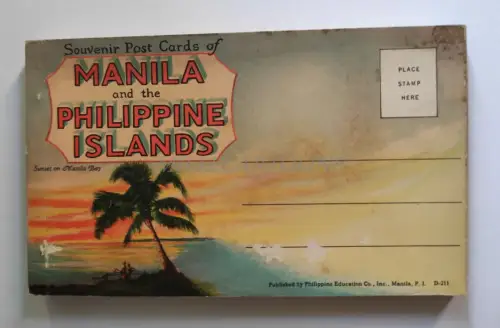 Souvenir Post Cards of
MANILA
and the
PHILIPPINE
ISLANDS
Sunset on Manila Bay
PLACE
STAMP
HERE
Published by Philippine Education Co., Inc., Manila, P. I. D-211